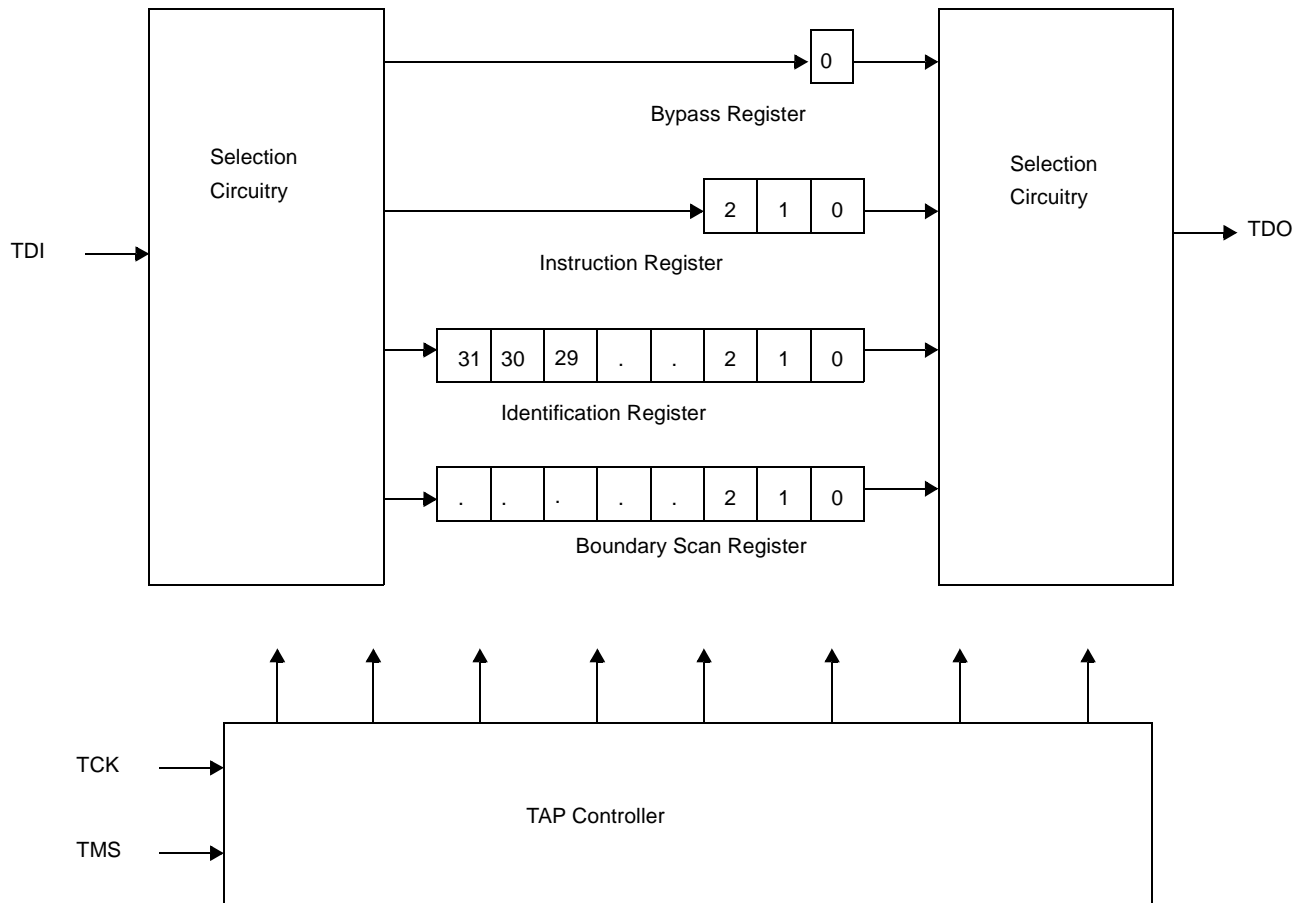 0
Bypass Register
Selection
Circuitry
Selection
Circuitry
2 1 0
TDI
TDO
Instruction Register
31 30 29 . . 2 1 0
Identification Register
. . . . . 2 1 0
Boundary Scan Register
TCK
TAP Controller
TMS